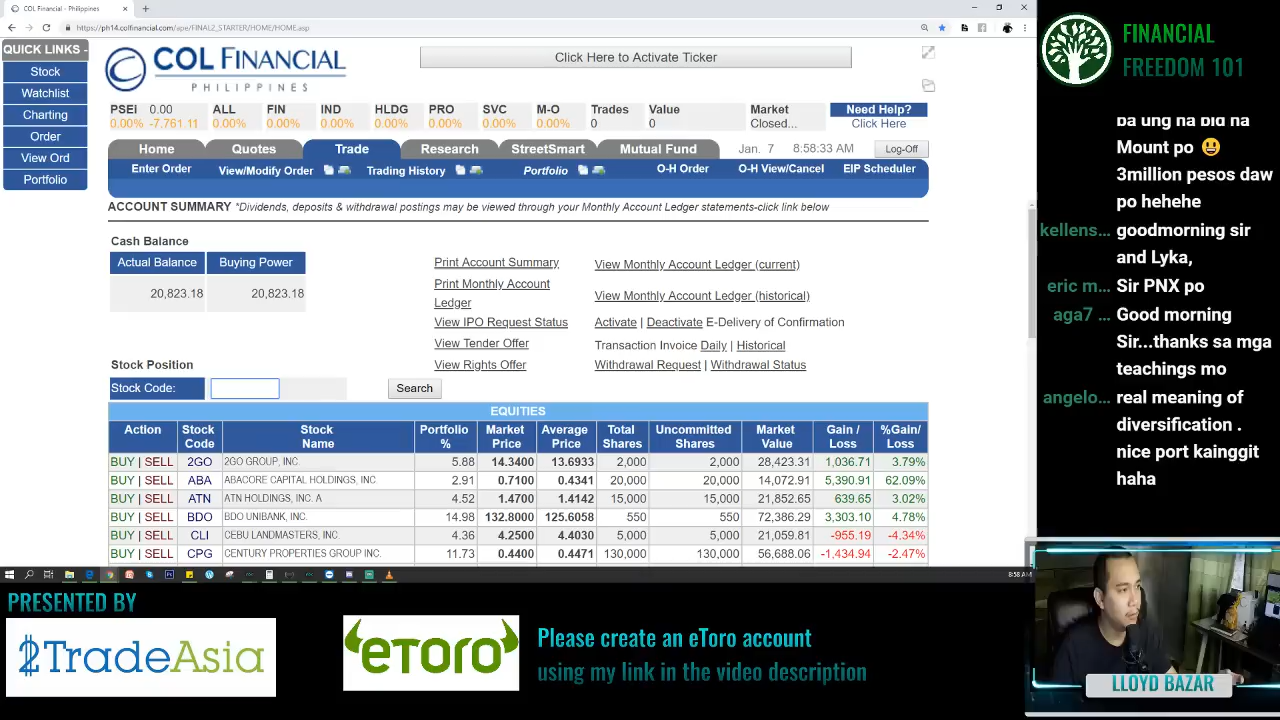 COL Financial - Philippines
https://ph14.colfinancial.com/ape/FINAL2_STARTER/HOME/HOME.asp
QUICK LINKS -
Stock
Watchlist
Charting
Order
View Ord
Portfolio
COL FINANCIAL
PHILIPPINES
Click Here to Activate Ticker
PSEi 0.00 ALL FIN IND HLDG PRO SVC M-O Trades Value Market Need Help?
0.00% -7,761.11 0.00% 0.00% 0.00% 0.00% 0.00% 0.00% 0.00% 0 0 Closed... Click Here
Home Quotes Trade Research StreetSmart Mutual Fund Jan. 7 8:58:33 AM Log-Off
Enter Order View/Modify Order Trading History Portfolio O-H Order O-H View/Cancel EIP Scheduler
ACCOUNT SUMMARY *Dividends, deposits & withdrawal postings may be viewed through your Monthly Account Ledger statements-click link below
Cash Balance
Actual Balance Buying Power
20,823.18 20,823.18
Print Account Summary View Monthly Account Ledger (current)
Print Monthly Account Ledger View Monthly Account Ledger (historical)
View IPO Request Status Activate | Deactivate E-Delivery of Confirmation
View Tender Offer Transaction Invoice Daily | Historical
View Rights Offer Withdrawal Request | Withdrawal Status
Stock Position
Stock Code: Search
EQUITIES
Action Stock Code Stock Name Portfolio % Market Price Average Price Total Shares Uncommitted Shares Market Value Gain / Loss %Gain/ Loss
BUY | SELL 2GO 2GO GROUP, INC. 5.88 14.3400 13.6933 2,000 2,000 28,423.31 1,036.71 3.79%
BUY | SELL ABA ABACORE CAPITAL HOLDINGS, INC. 2.91 0.7100 0.4341 20,000 20,000 14,072.91 5,390.91 62.09%
BUY | SELL ATN ATN HOLDINGS, INC. A 4.52 1.4700 1.4142 15,000 15,000 21,852.65 639.65 3.02%
BUY | SELL BDO BDO UNIBANK, INC. 14.98 132.8000 125.6058 550 550 72,386.29 3,303.10 4.78%
BUY | SELL CLI CEBU LANDMASTERS, INC. 4.36 4.2500 4.4030 5,000 5,000 21,059.81 -955.19 -4.34%
BUY | SELL CPG CENTURY PROPERTIES GROUP INC. 11.73 0.4400 0.4471 130,000 130,000 56,688.06 -1,434.94 -2.47%
8:58 AM
FINANCIAL
FREEDOM 101
pa ung na bid na
Mount po 😃
3million pesos daw
po hehehe
kellens... goodmorning sir
and Lyka,
eric m... Sir PNX po
aga7 ... Good morning
Sir...thanks sa mga
teachings mo
angelo... real meaning of
diversification .
nice port kainggit
haha
PRESENTED BY
2TradeAsia
eToro
Please create an eToro account
using my link in the video description
LLOYD BAZAR